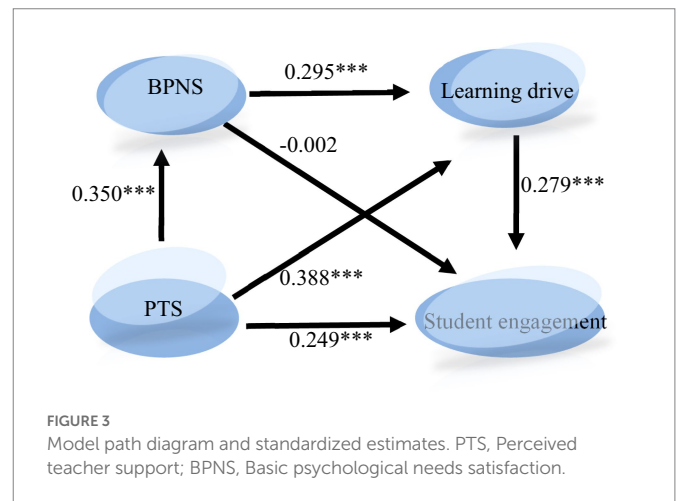 BPNS
0.295***
Learning drive
-0.002
0.350***
0.279***
PTS
0.388***
Student engagement
0.249***
FIGURE 3
Model path diagram and standardized estimates. PTS, Perceived
teacher support; BPNS, Basic psychological needs satisfaction.